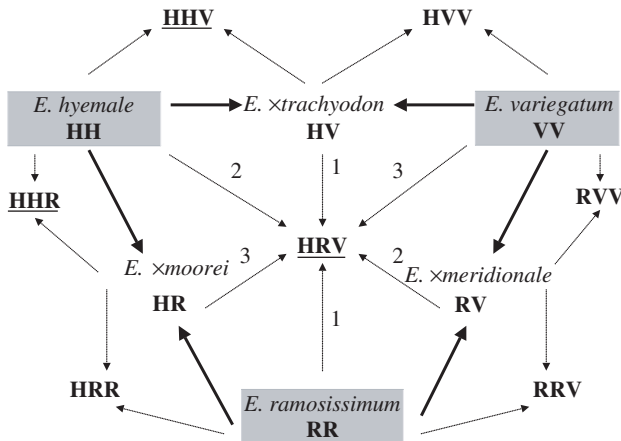 HHV
HVV
E. hyemale
HH
E. ×trachyodon
HV
E. variegatum
VV
2
1
3
HHR
RVV
HRV
E. ×moorei
HR
3
2
E. ×meridionale
RV
1
HRR
RRV
E. ramosissimum
RR